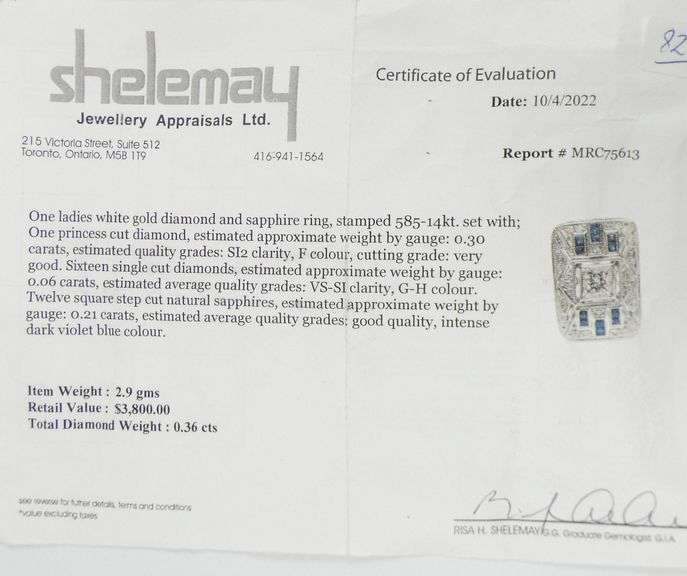 shelemay
Jewellery Appraisals Ltd.
215 Victoria Street, Suite 512
Toronto, Ontario, M5B 1T9
416-941-1564
82
Certificate of Evaluation
Date: 10/4/2022
Report # MRC75613
One ladies white gold diamond and sapphire ring, stamped 585-14kt. set with;
One princess cut diamond, estimated approximate weight by gauge: 0.30
carats, estimated quality grades: SI2 clarity, F colour, cutting grade: very
good. Sixteen single cut diamonds, estimated approximate weight by gauge:
0.06 carats, estimated average quality grades: VS-SI clarity, G-H colour.
Twelve square step cut natural sapphires, estimated approximate weight by
gauge: 0.21 carats, estimated average quality grades: good quality, intense
dark violet blue colour.
Item Weight : 2.9 gms
Retail Value : $3,800.00
Total Diamond Weight : 0.36 cts
see reverse for futher details, terms and conditions
*value excluding taxes
RISA H. SHELEMAY G.G. Graduate Gemologist G.I.A.